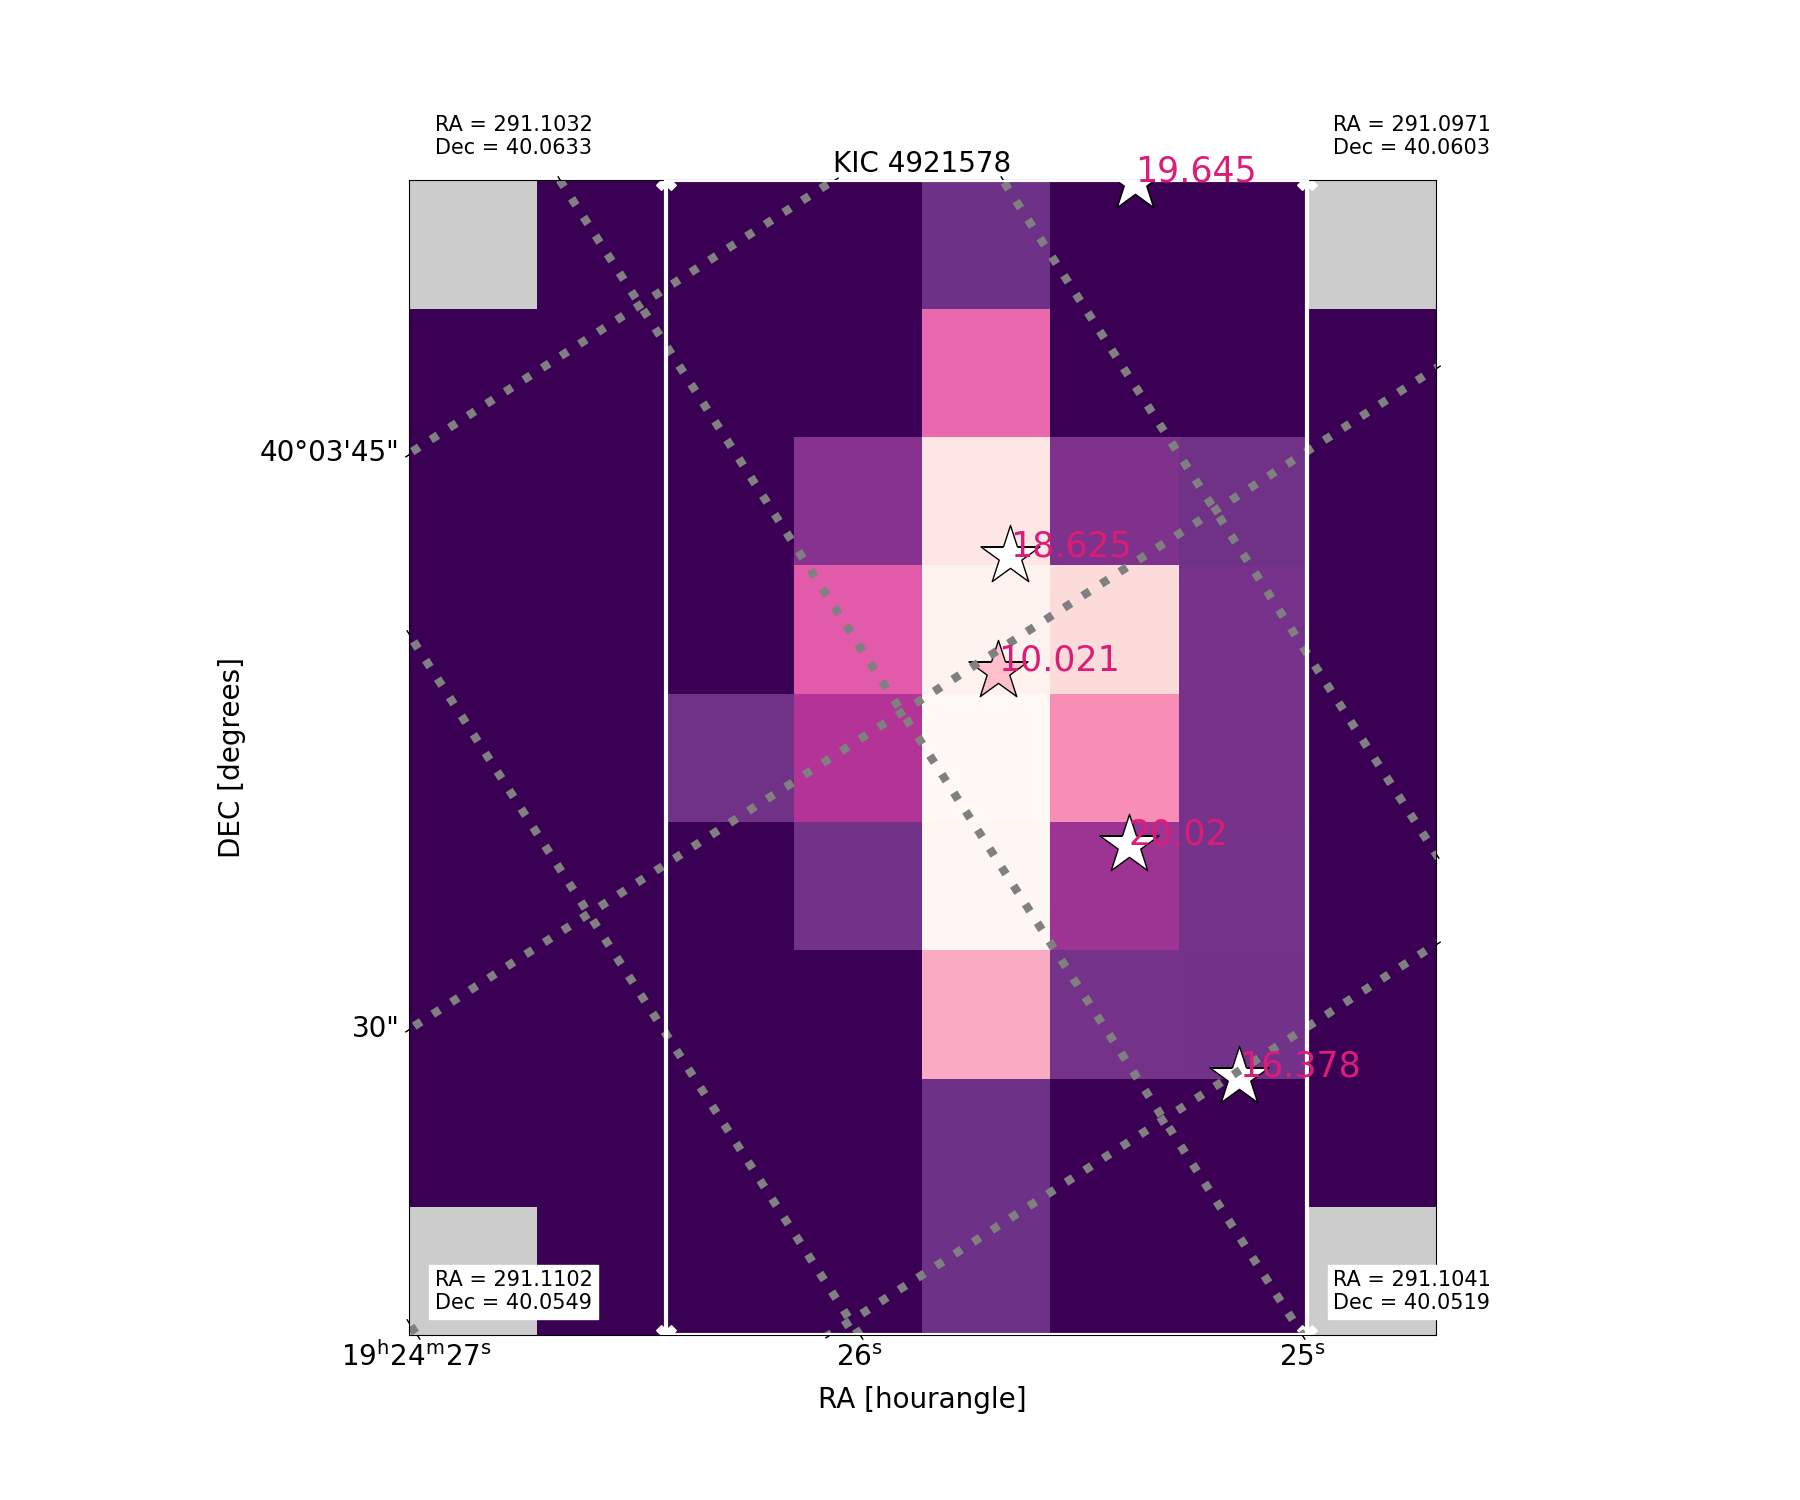 RA = 291.1032
Dec = 40.0633
RA = 291.0971
Dec = 40.0603
KIC 4921578
19.645
40°03'45"
18.625
10.021
DEC [degrees]
20.02
30"
16.378
RA = 291.1102
Dec = 40.0549
RA = 291.1041
Dec = 40.0519
19h24m27s
26s
25s
RA [hourangle]